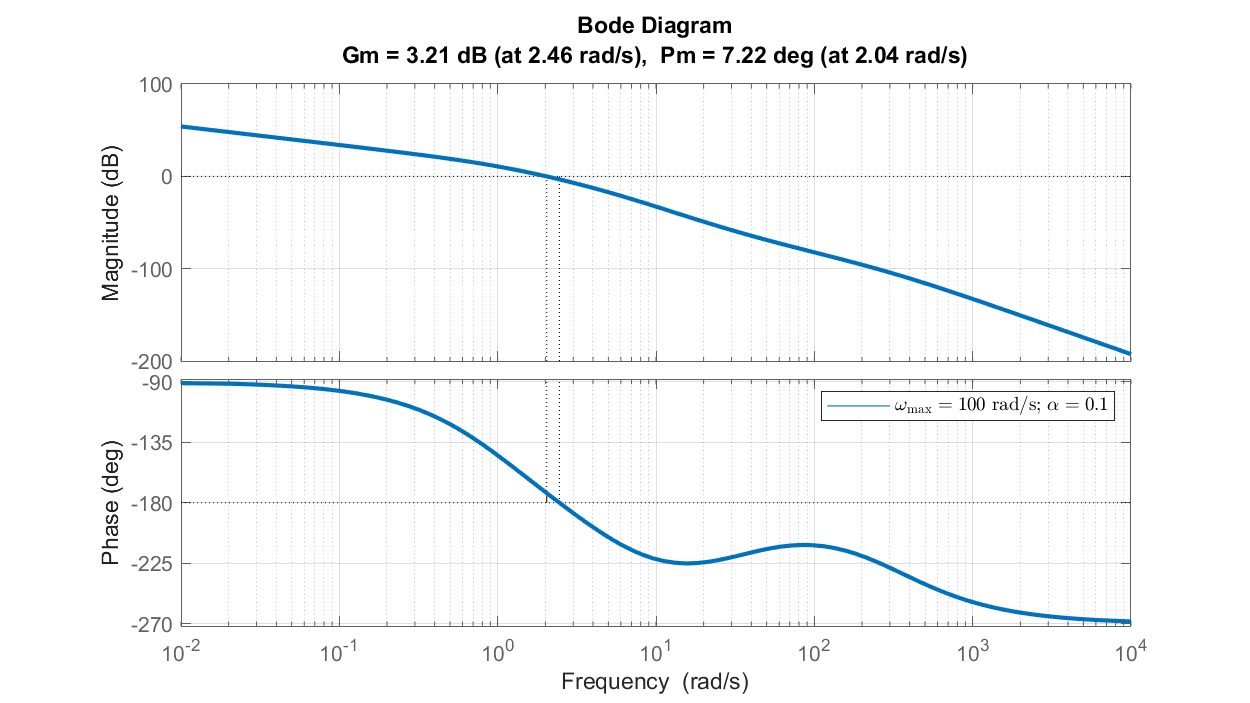 Bode Diagram
Gm = 3.21 dB (at 2.46 rad/s),  Pm = 7.22 deg (at 2.04 rad/s)
100
0
-100
-200
Magnitude (dB)
-90
-135
-180
-225
-270
Phase (deg)
ω_max = 100 rad/s; α = 0.1
10^-2
10^-1
10^0
10^1
10^2
10^3
10^4
Frequency  (rad/s)